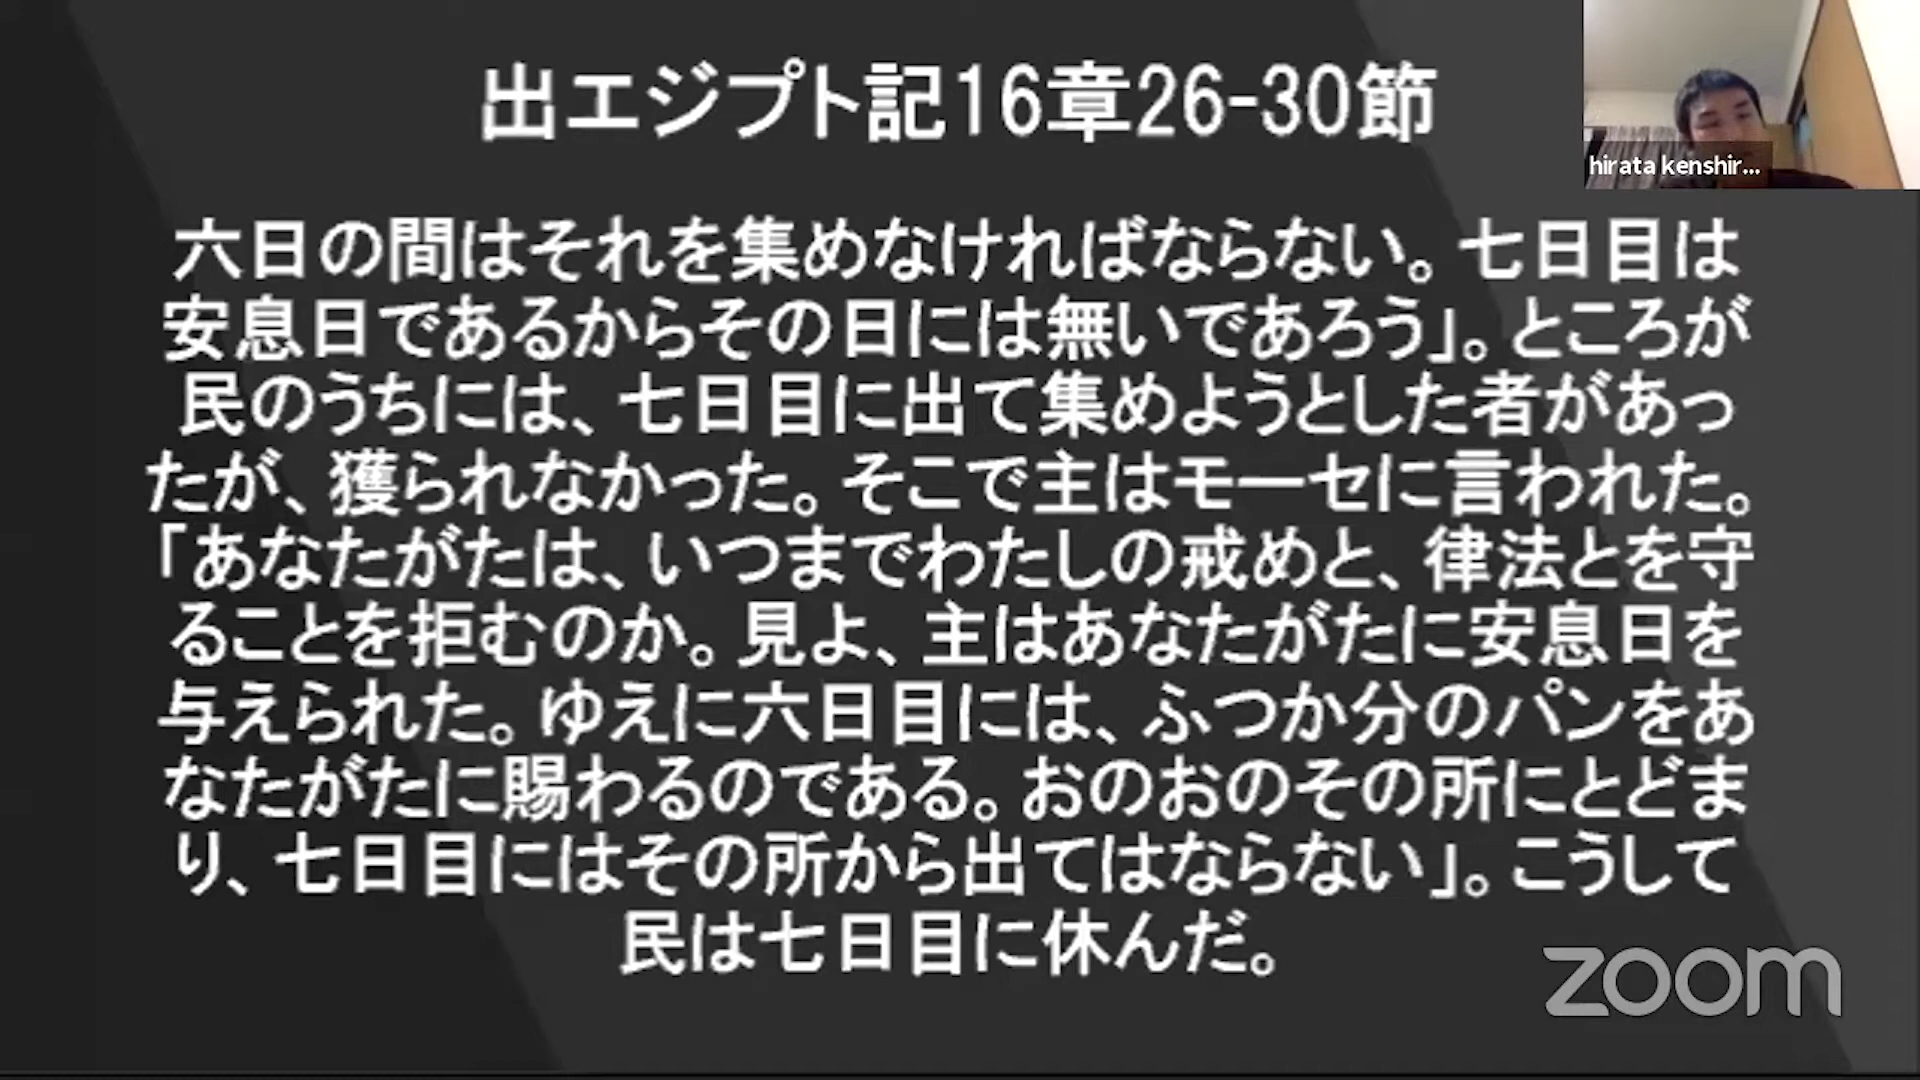 出エジプト記16章26-30節
hirata kenshir...
六日の間はそれを集めなければならない。七日目は
安息日であるからその日には無いであろう」。ところが
民のうちには、七日目に出て集めようとした者があっ
たが、獲られなかった。そこで主はモーセに言われた。
「あなたがたは、いつまでわたしの戒めと、律法とを守
ることを拒むのか。見よ、主はあなたがたに安息日を
与えられた。ゆえに六日目には、ふつか分のパンをあ
なたがたに賜わるのである。おのおのその所にとどま
り、七日目にはその所から出てはならない」。こうして
民は七日目に休んだ。
zoom